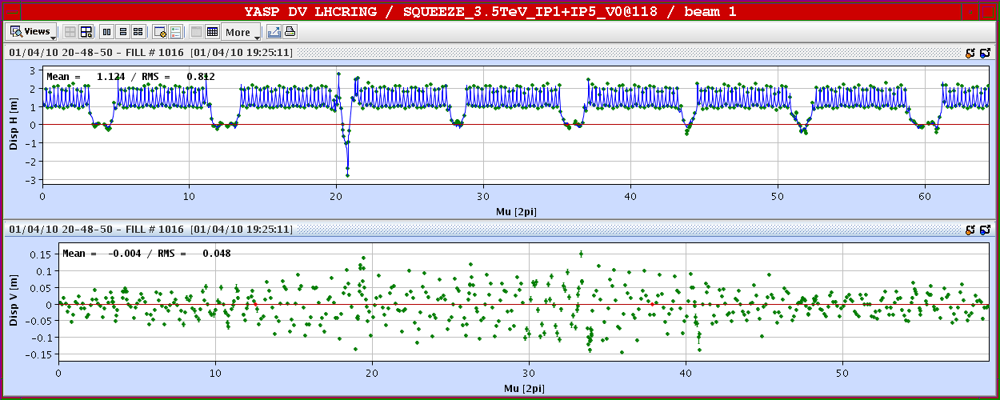 YASP DV LHCRING / SQUEEZE_3.5TeV_IP1+IP5_V0@118 / beam 1
Views More
01/04/10 20-48-50 - FILL # 1016 [01/04/10 19:25:11]
Mean = 1.124 / RMS = 0.812
Disp H [m]
3
2
1
0
-1
-2
-3
0 10 20 30 40 50 60
Mu [2pi]
01/04/10 20-48-50 - FILL # 1016 [01/04/10 19:25:11]
Mean = -0.004 / RMS = 0.048
Disp V [m]
0.15
0.1
0.05
0
-0.05
-0.1
-0.15
0 10 20 30 40 50
Mu [2pi]